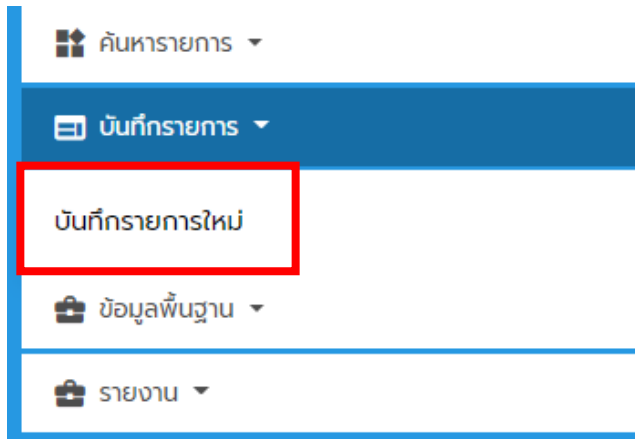 ค้นหารายการ
บันทึกรายการ
บันทึกรายการใหม่
ข้อมูลพื้นฐาน
รายงาน